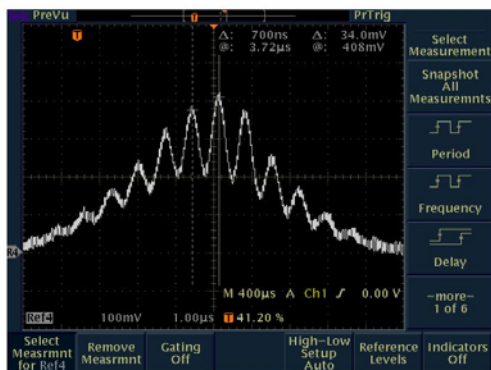 PreVu
PrTrig
T
T
Δ: 700ns Δ: 34.0mV
@: 3.72µs @: 408mV
Select
Measurement
Snapshot
All
Measuremnts
Period
Frequency
Delay
–more–
1 of 6
R4
M 400µs A Ch1 ʃ 0.00 V
Ref4 100mV 1.00µs T 41.20 %
Select
Measrmnt
for Ref4
Remove
Measrmnt
Gating
Off
High–Low
Setup
Auto
Reference
Levels
Indicators
Off